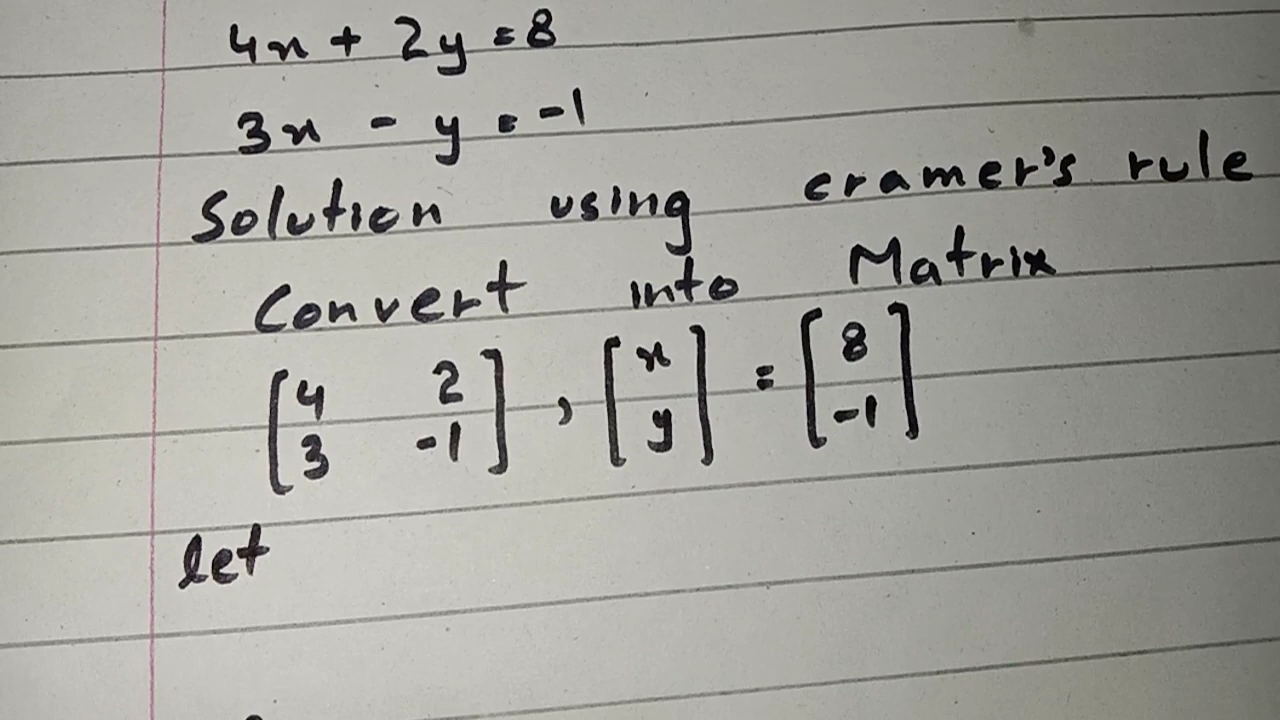 4x + 2y = 8
3x - y = -1
Solution using cramer's rule
Convert into Matrix
[4 2
3 -1], [x
y] = [8
-1]
let